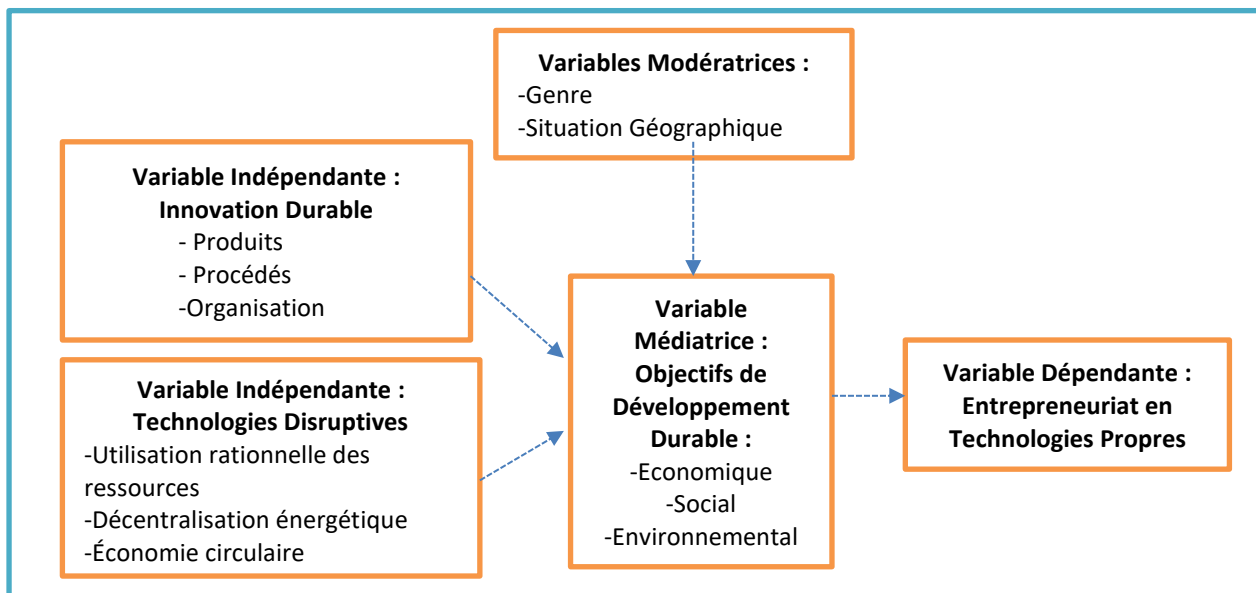 Variables Modératrices :
-Genre
-Situation Géographique
Variable Indépendante :
Innovation Durable
- Produits
- Procédés
-Organisation
Variable Indépendante :
Technologies Disruptives
-Utilisation rationnelle des
ressources
-Décentralisation énergétique
-Économie circulaire
Variable
Médiatrice :
Objectifs de
Développement
Durable :
-Economique
-Social
-Environnemental
Variable Dépendante :
Entrepreneuriat en
Technologies Propres